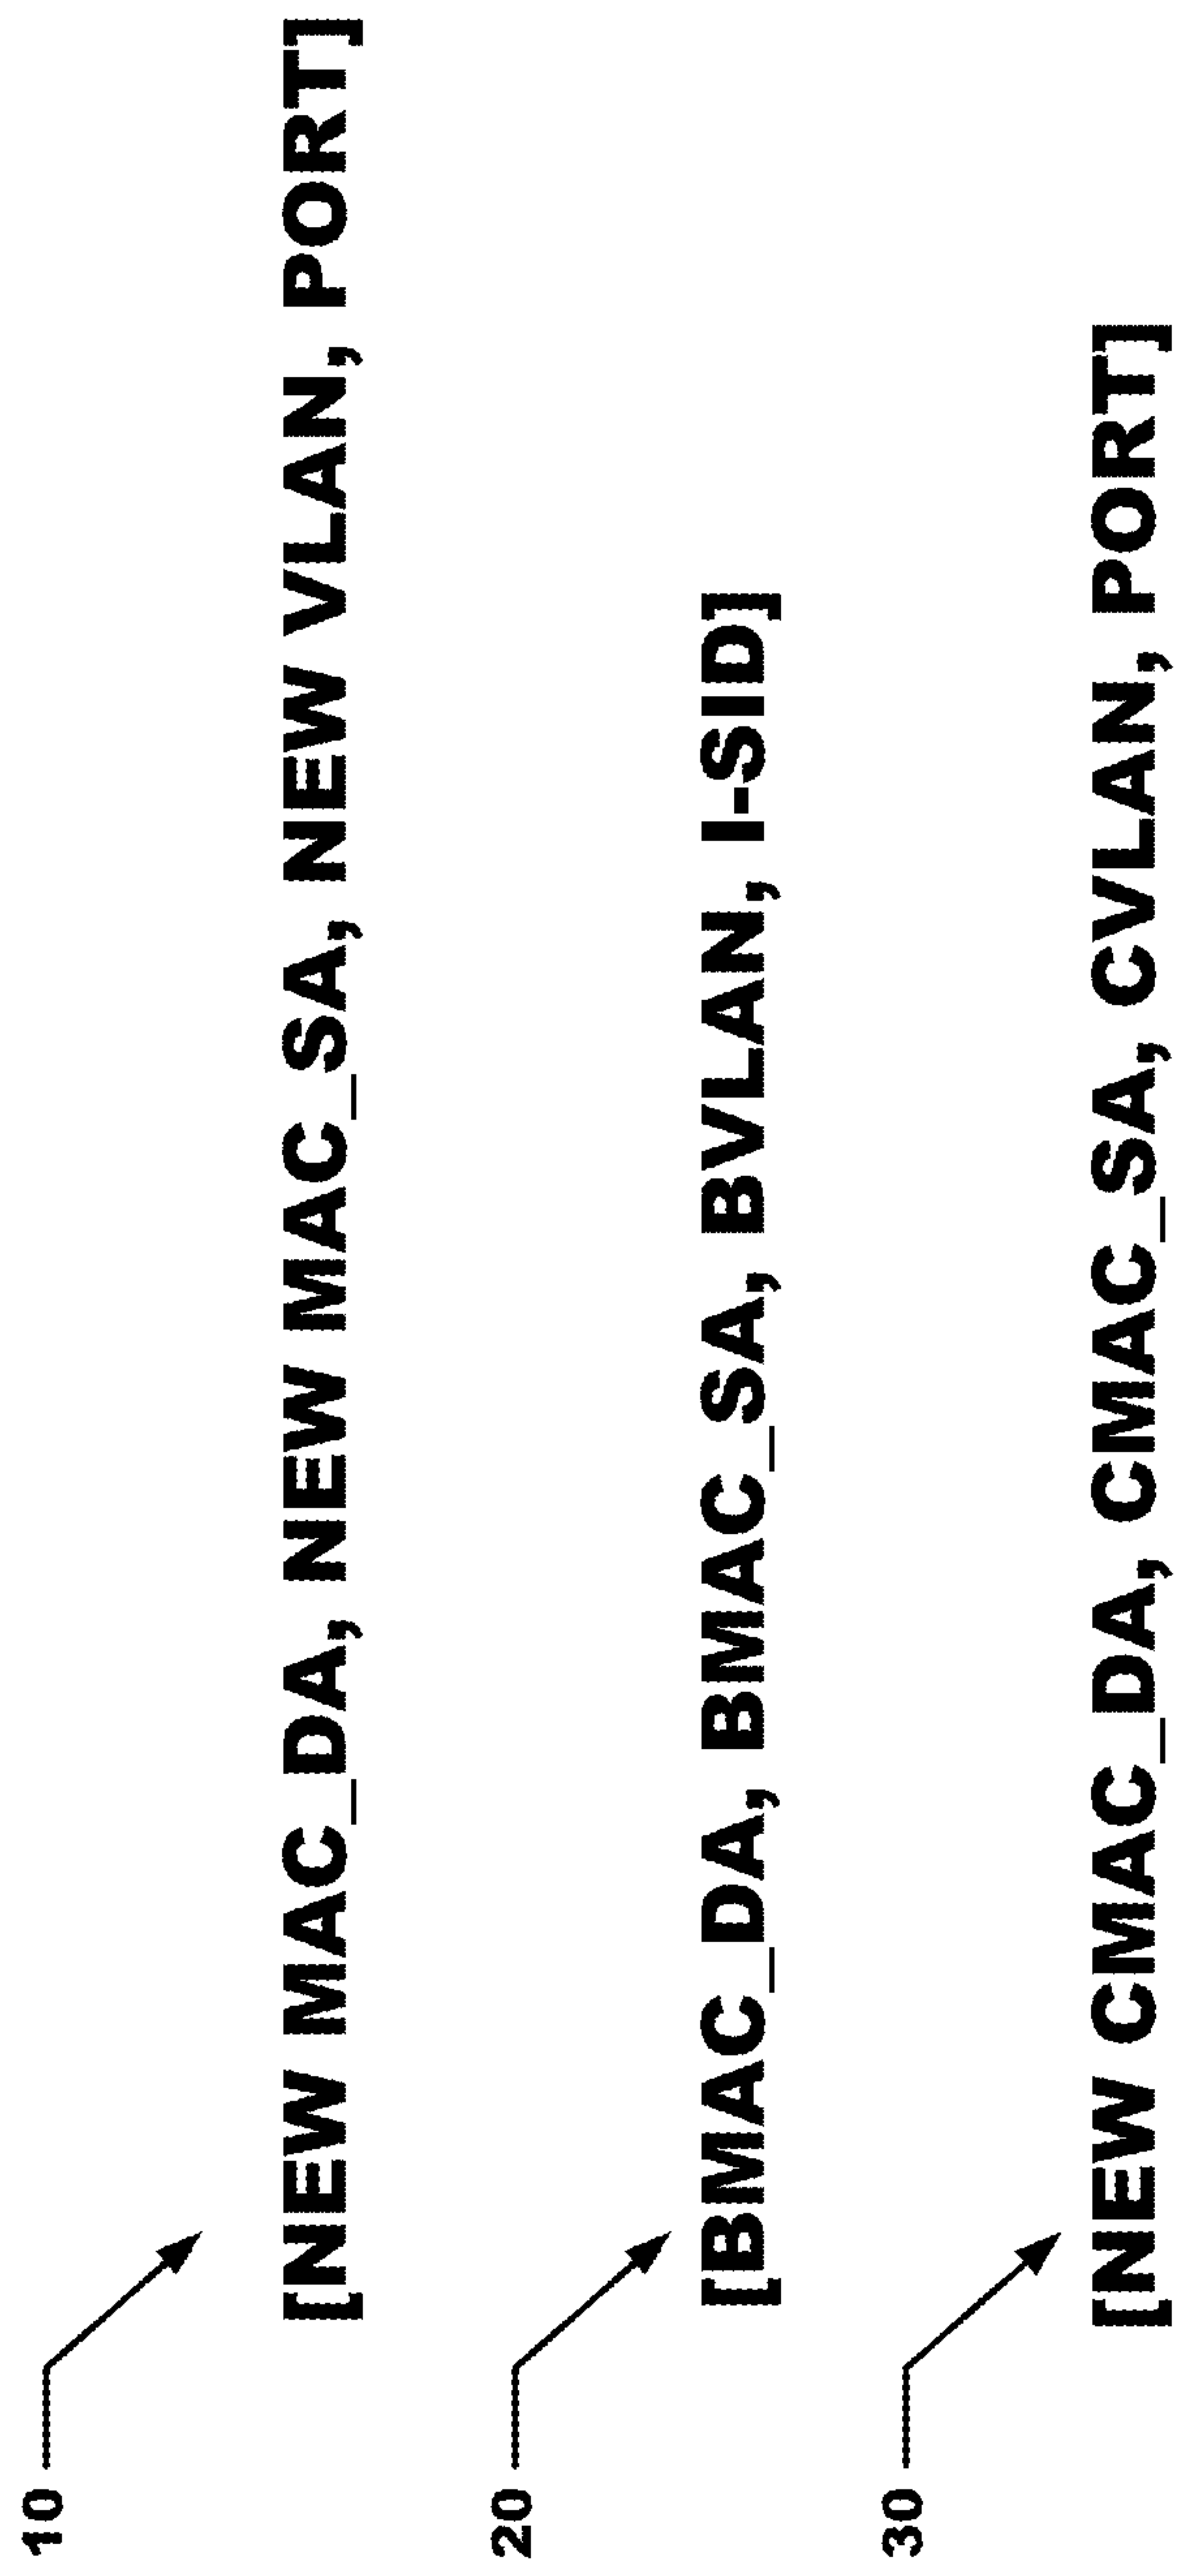 10
[NEW MAC_DA, NEW MAC_SA, NEW VLAN, PORT]
20
[BMAC_DA, BMAC_SA, BVLAN, I-SID]
30
[NEW CMAC_DA, CMAC_SA, CVLAN, PORT]